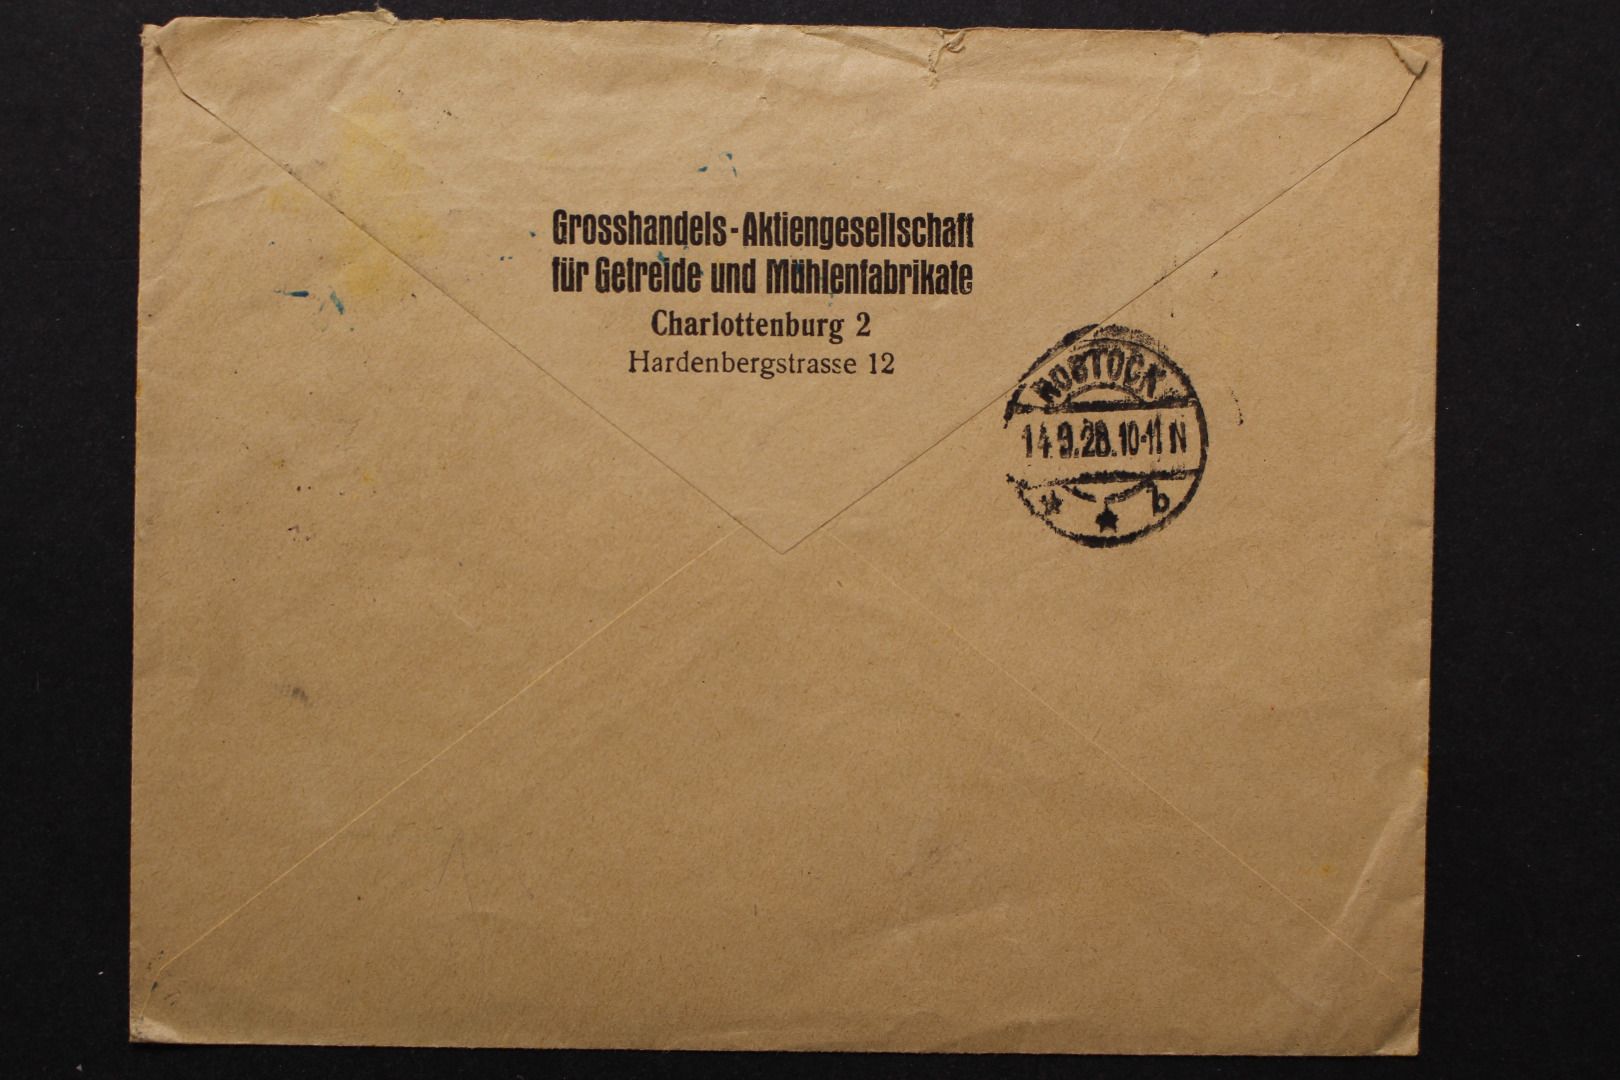 Grosshandels-Aktiengesellschaft
für Getreide und Mühlenfabrikate
Charlottenburg 2
Hardenbergstrasse 12
ROSTOCK
14.9.28.10-11 N
* * b